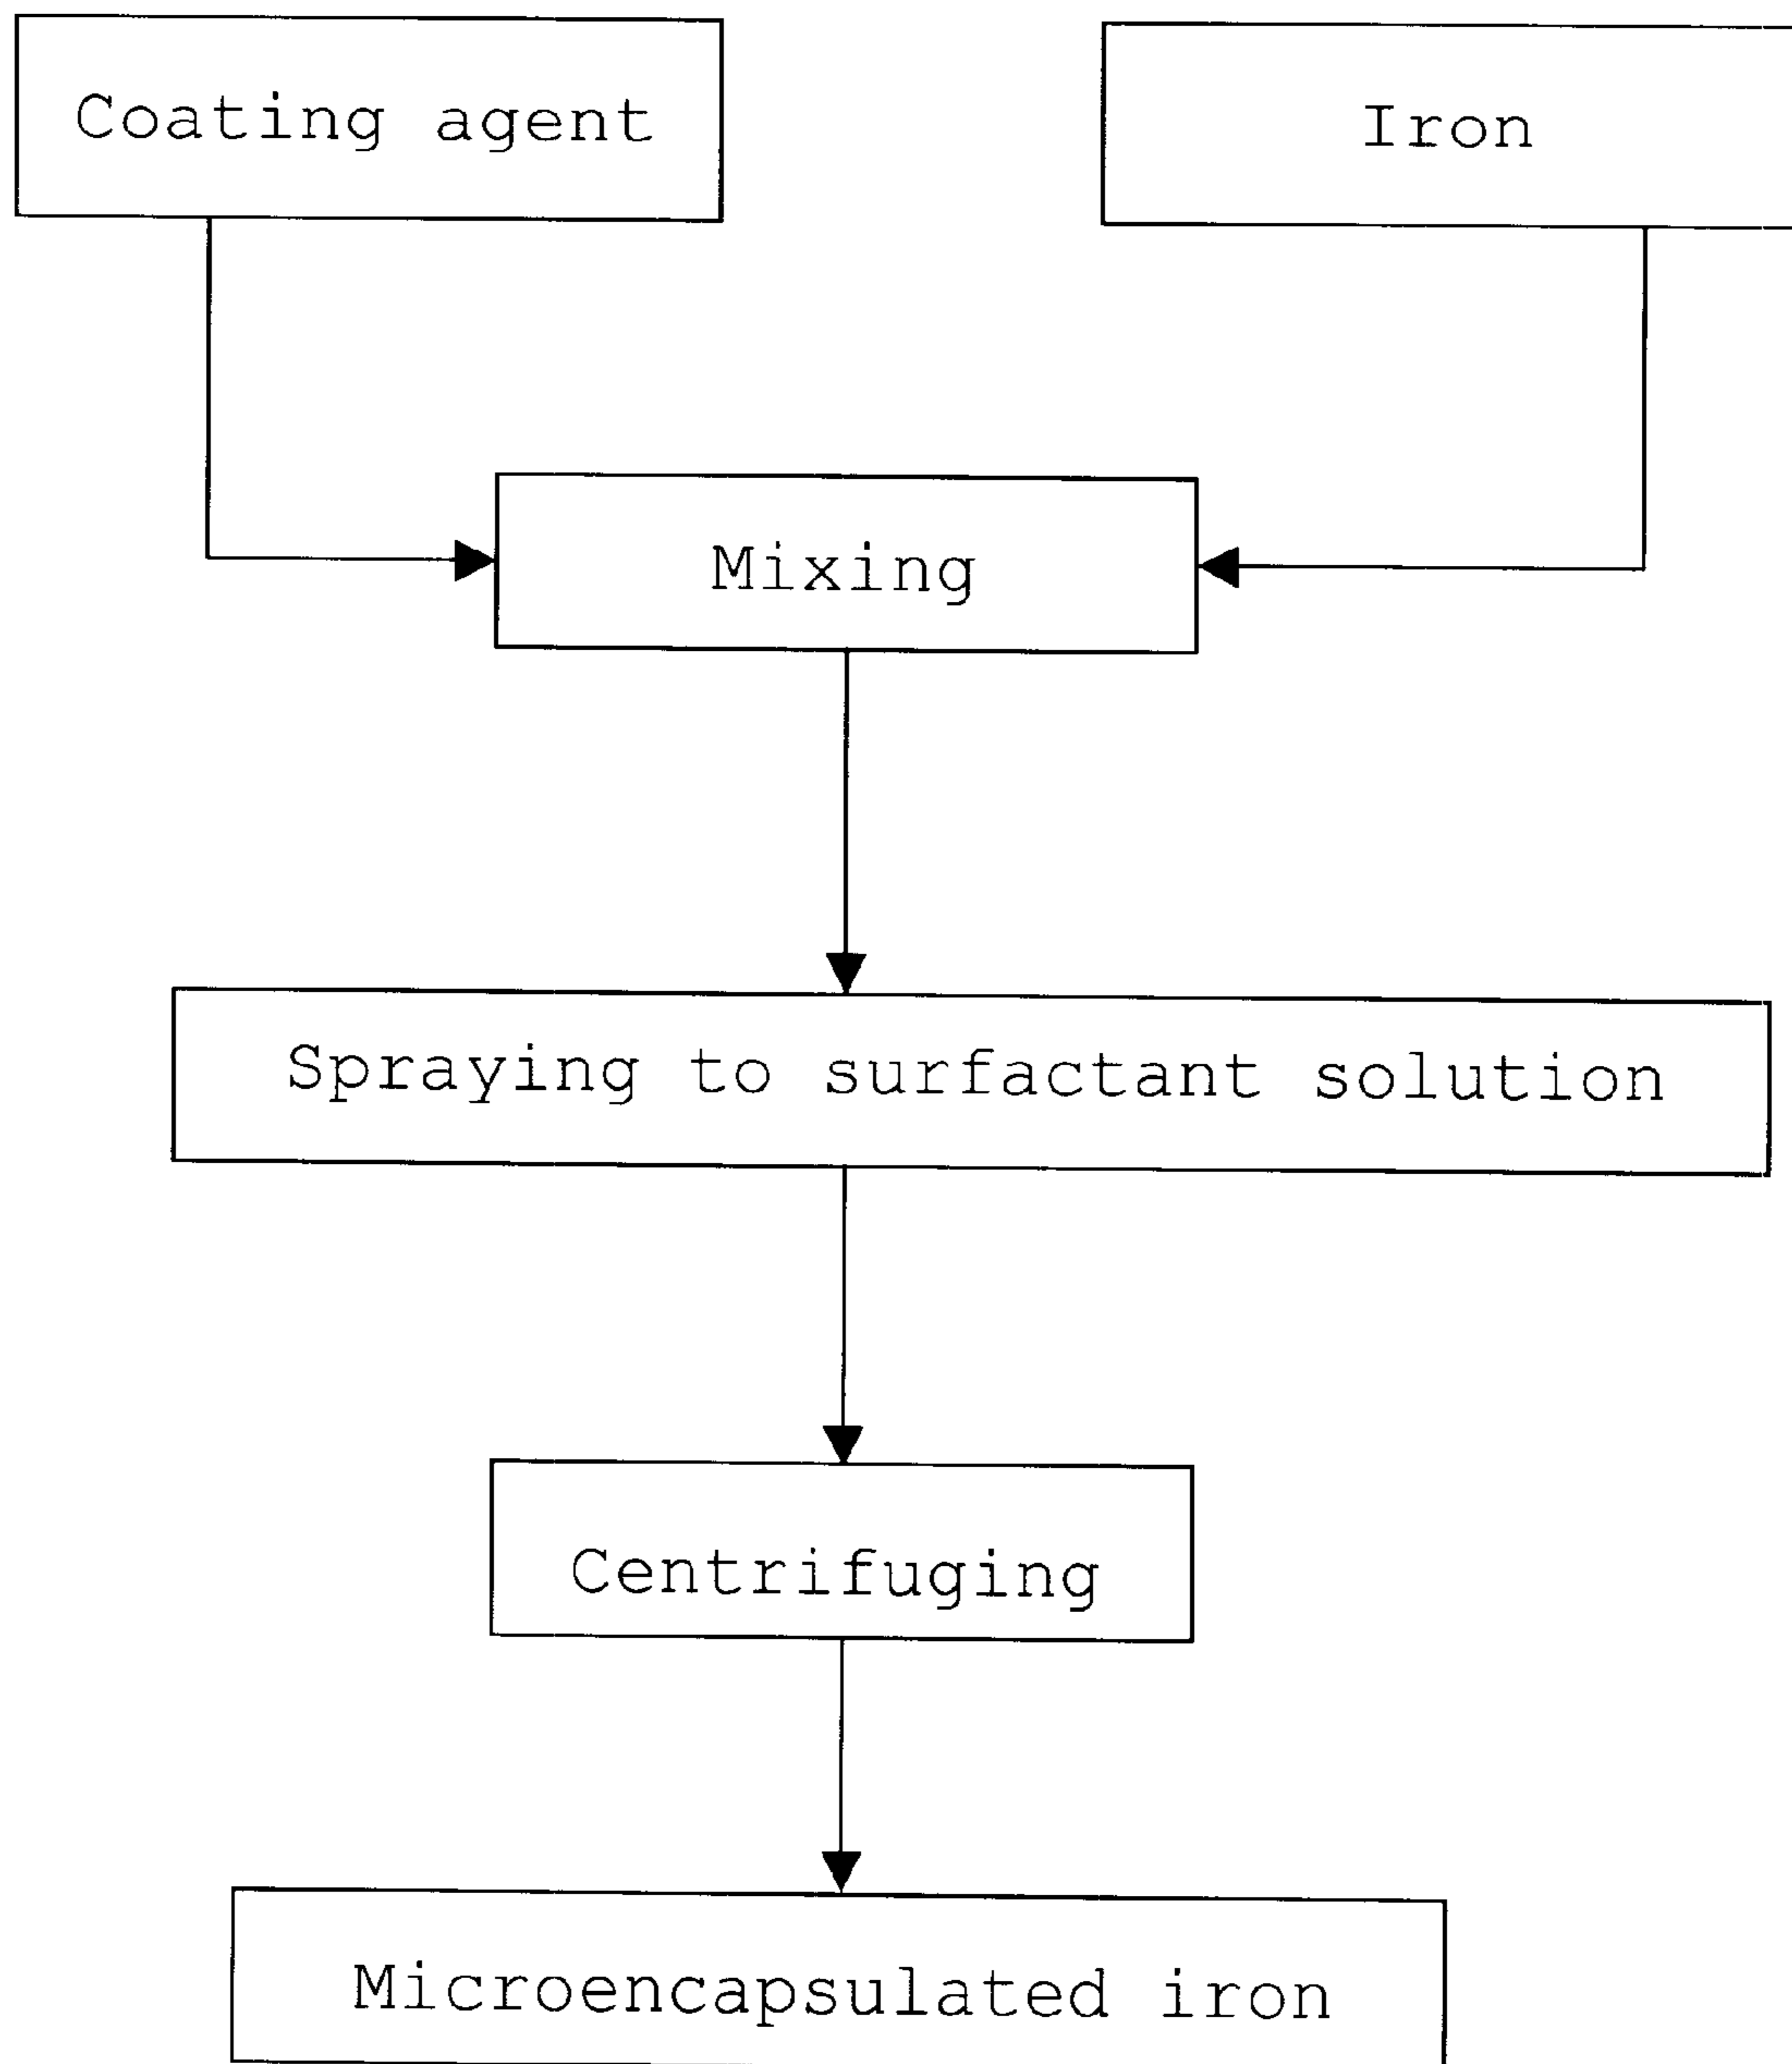 Coating agent
Iron
Mixing
Spraying to surfactant solution
Centrifuging
Microencapsulated iron